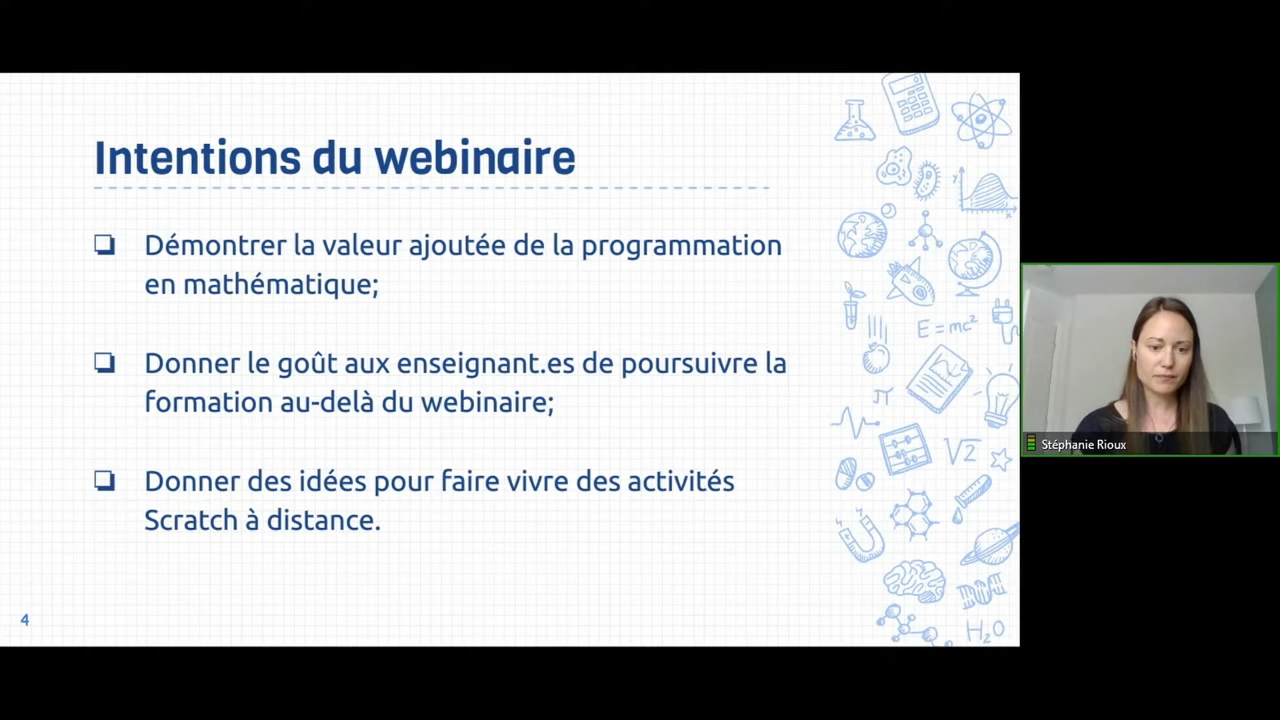 Intentions du webinaire
❏ Démontrer la valeur ajoutée de la programmation
en mathématique;
❏ Donner le goût aux enseignant.es de poursuivre la
formation au-delà du webinaire;
❏ Donner des idées pour faire vivre des activités
Scratch à distance.
4
y
x
E=mc²
π
√2
H₂O
Stéphanie Rioux